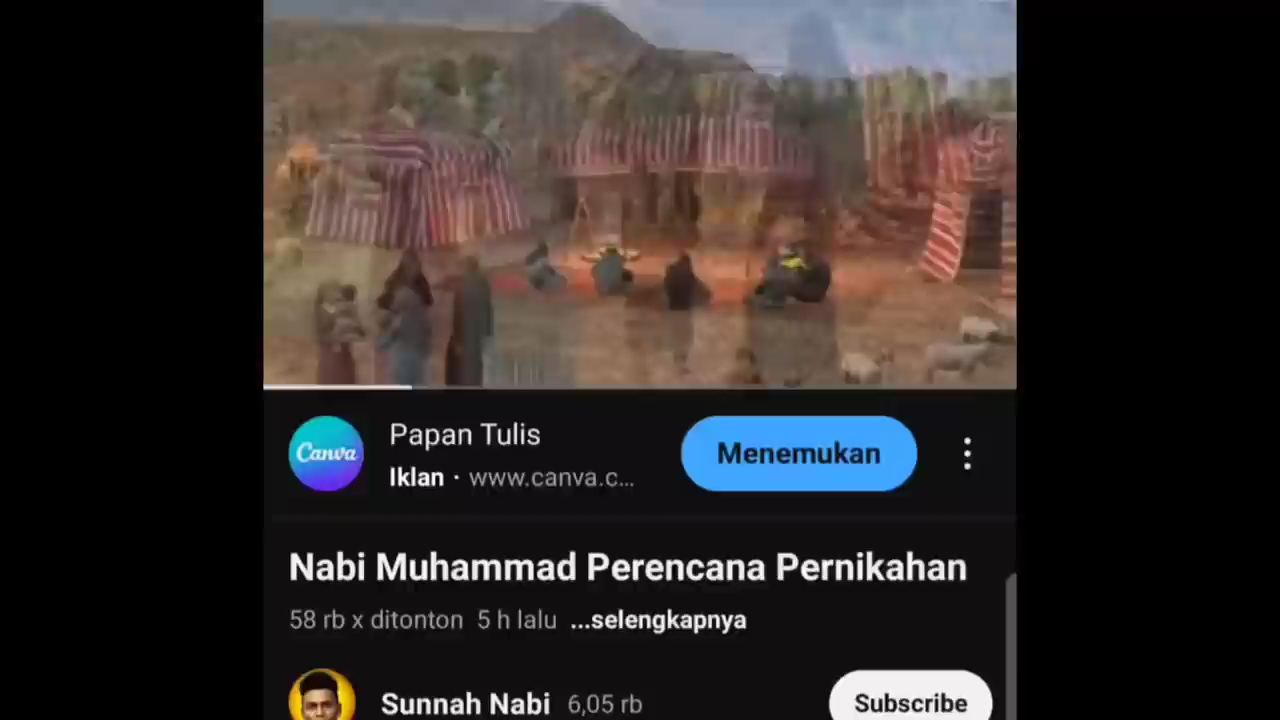 Canva
Papan Tulis
Iklan · www.canva.c...
Menemukan
Nabi Muhammad Perencana Pernikahan
58 rb x ditonton 5 h lalu ...selengkapnya
Sunnah Nabi 6,05 rb
Subscribe